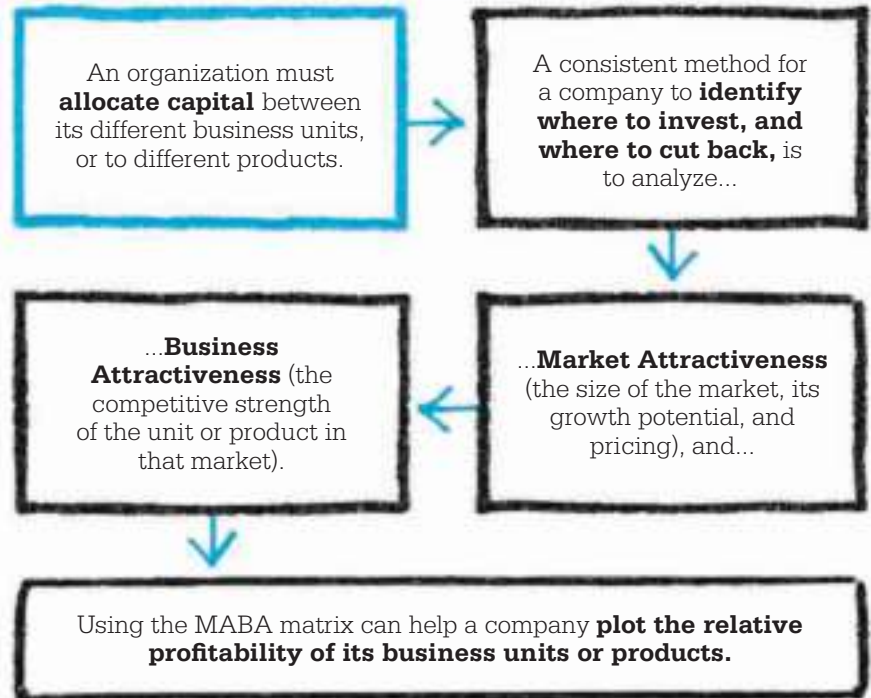 An organization must
allocate capital between
its different business units,
or to different products.
A consistent method for
a company to identify
where to invest, and
where to cut back, is
to analyze...
...Market Attractiveness
(the size of the market, its
growth potential, and
pricing), and...
...Business
Attractiveness (the
competitive strength
of the unit or product in
that market).
Using the MABA matrix can help a company plot the relative
profitability of its business units or products.